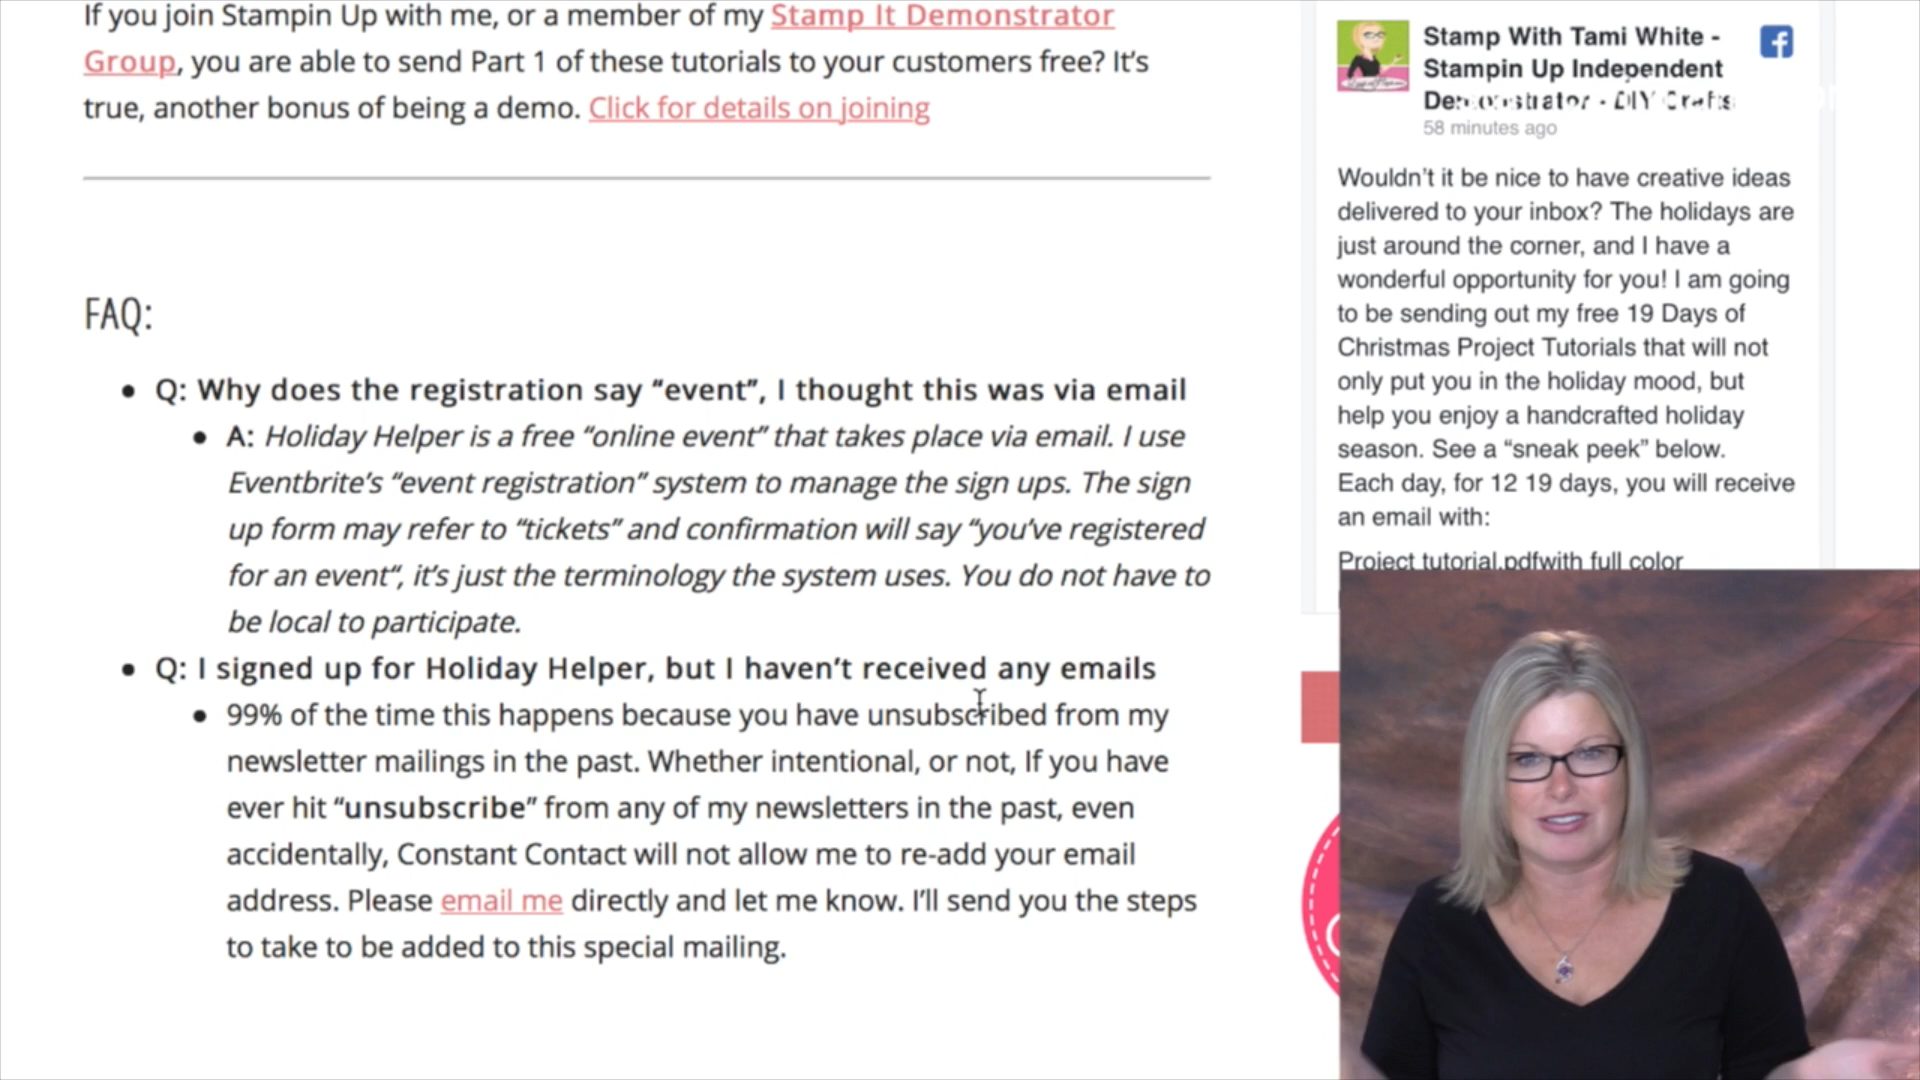 If you join Stampin Up with me, or a member of my Stamp It Demonstrator
Group, you are able to send Part 1 of these tutorials to your customers free? It’s
true, another bonus of being a demo. Click for details on joining
FAQ:
Q: Why does the registration say “event”, I thought this was via email
A: Holiday Helper is a free “online event” that takes place via email. I use
Eventbrite’s “event registration” system to manage the sign ups. The sign
up form may refer to “tickets” and confirmation will say “you’ve registered
for an event“, it’s just the terminology the system uses. You do not have to
be local to participate.
Q: I signed up for Holiday Helper, but I haven’t received any emails
99% of the time this happens because you have unsubscribed from my
newsletter mailings in the past. Whether intentional, or not, If you have
ever hit “unsubscribe” from any of my newsletters in the past, even
accidentally, Constant Contact will not allow me to re-add your email
address. Please email me directly and let me know. I’ll send you the steps
to take to be added to this special mailing.
Stamp With Tami White -
Stampin Up Independent
Demonstrator - DIY Crafts
58 minutes ago
Wouldn’t it be nice to have creative ideas
delivered to your inbox? The holidays are
just around the corner, and I have a
wonderful opportunity for you! I am going
to be sending out my free 19 Days of
Christmas Project Tutorials that will not
only put you in the holiday mood, but
help you enjoy a handcrafted holiday
season. See a “sneak peek” below.
Each day, for 12 19 days, you will receive
an email with:
Project tutorial.pdfwith full color